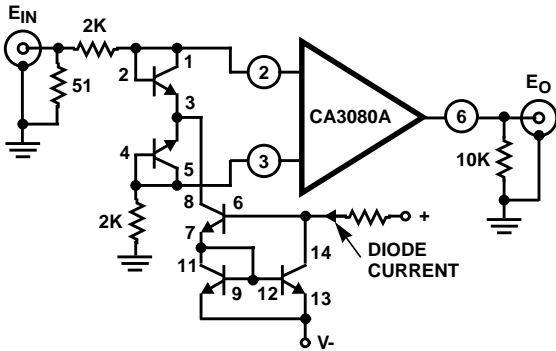 E_IN
2K
51
1
2
3
4
5
2K
2
3
CA3080A
6
E_O
10K
8
6
7
+
14
DIODE
CURRENT
11
9
12
13
V-